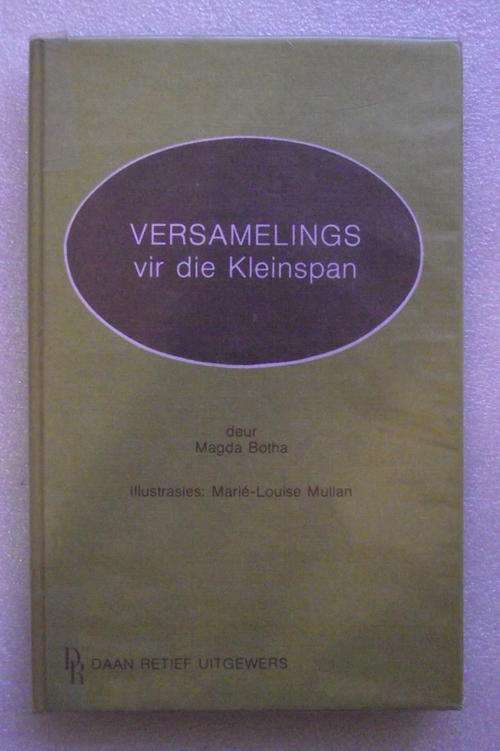 VERSAMELINGS
vir die Kleinspan
deur
Magda Botha
illustrasies: Marié-Louise Mullan
DR DAAN RETIEF UITGEWERS